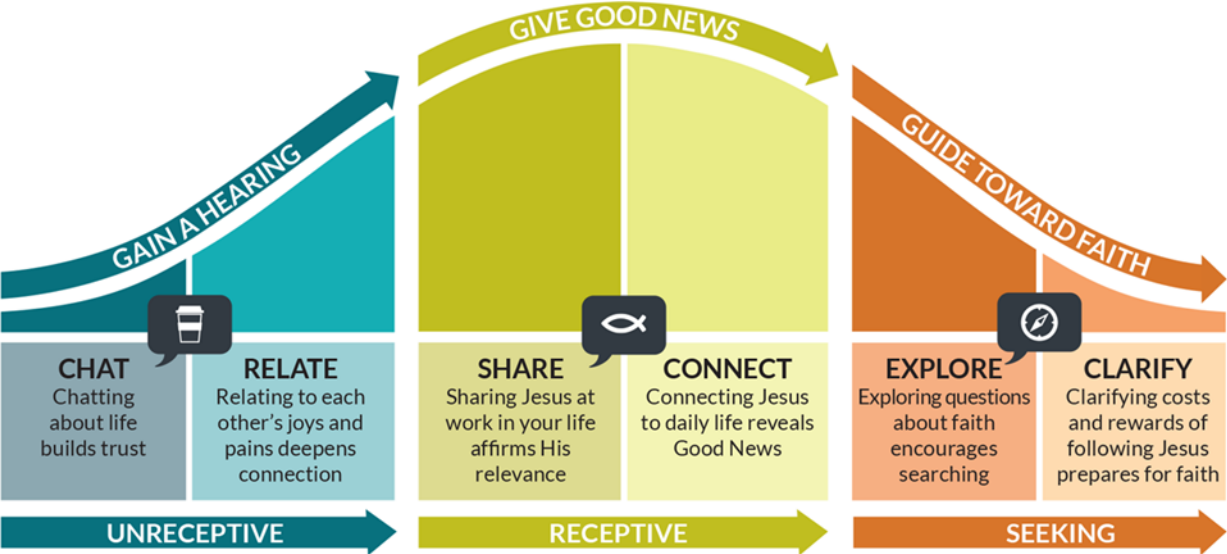 GAIN A HEARING
GIVE GOOD NEWS
GUIDE TOWARD FAITH
CHAT
Chatting
about life
builds trust
RELATE
Relating to each
other's joys and
pains deepens
connection
SHARE
Sharing Jesus at
work in your life
affirms His
relevance
CONNECT
Connecting Jesus
to daily life reveals
Good News
EXPLORE
Exploring questions
about faith
encourages
searching
CLARIFY
Clarifying costs
and rewards of
following Jesus
prepares for faith
UNRECEPTIVE
RECEPTIVE
SEEKING